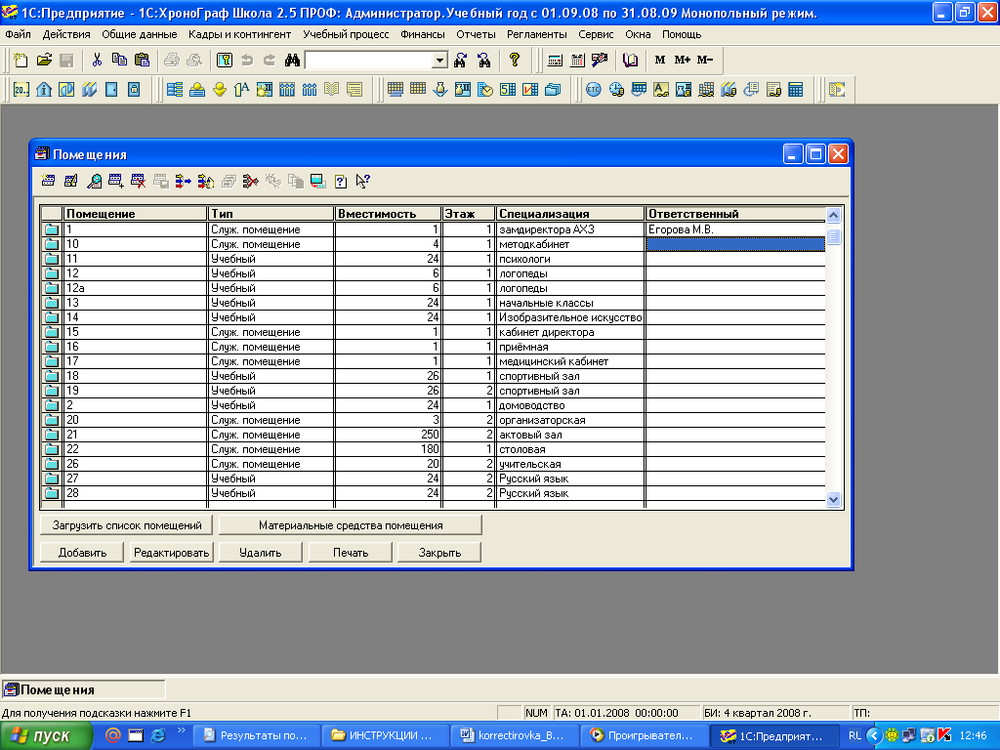 1С:Предприятие - 1С:ХроноГраф Школа 2.5 ПРОФ: Администратор.Учебный год с 01.09.08 по 31.08.09 Монопольный режим.
Файл Действия Общие данные Кадры и контингент Учебный процесс Финансы Отчеты Регламенты Сервис Окна Помощь
M M+ M−
Помещения
Помещение Тип Вместимость Этаж Специализация Ответственный
1 Служ. помещение 1 1 замдиректора АХЗ Егорова М.В.
10 Служ. помещение 4 1 методкабинет
11 Учебный 24 1 психологи
12 Учебный 6 1 логопеды
12а Учебный 6 1 логопеды
13 Учебный 24 1 начальные классы
14 Учебный 24 1 Изобразительное искусство
15 Служ. помещение 1 1 кабинет директора
16 Служ. помещение 1 1 приёмная
17 Служ. помещение 1 1 медицинский кабинет
18 Учебный 26 1 спортивный зал
19 Учебный 26 2 спортивный зал
2 Учебный 24 1 домоводство
20 Служ. помещение 3 2 организаторская
21 Служ. помещение 250 2 актовый зал
22 Служ. помещение 180 1 столовая
26 Служ. помещение 20 2 учительская
27 Учебный 24 2 Русский язык
28 Учебный 24 2 Русский язык
Загрузить список помещений Материальные средства помещения
Добавить Редактировать Удалить Печать Закрыть
Помещения
Для получения подсказки нажмите F1 NUM ТА: 01.01.2008 00:00:00 БИ: 4 квартал 2008 г. ТП:
пуск Результаты по... ИНСТРУКЦИИ ... korrectirovka_B... Проигрывател... 1С:Предприят... RL 12:46